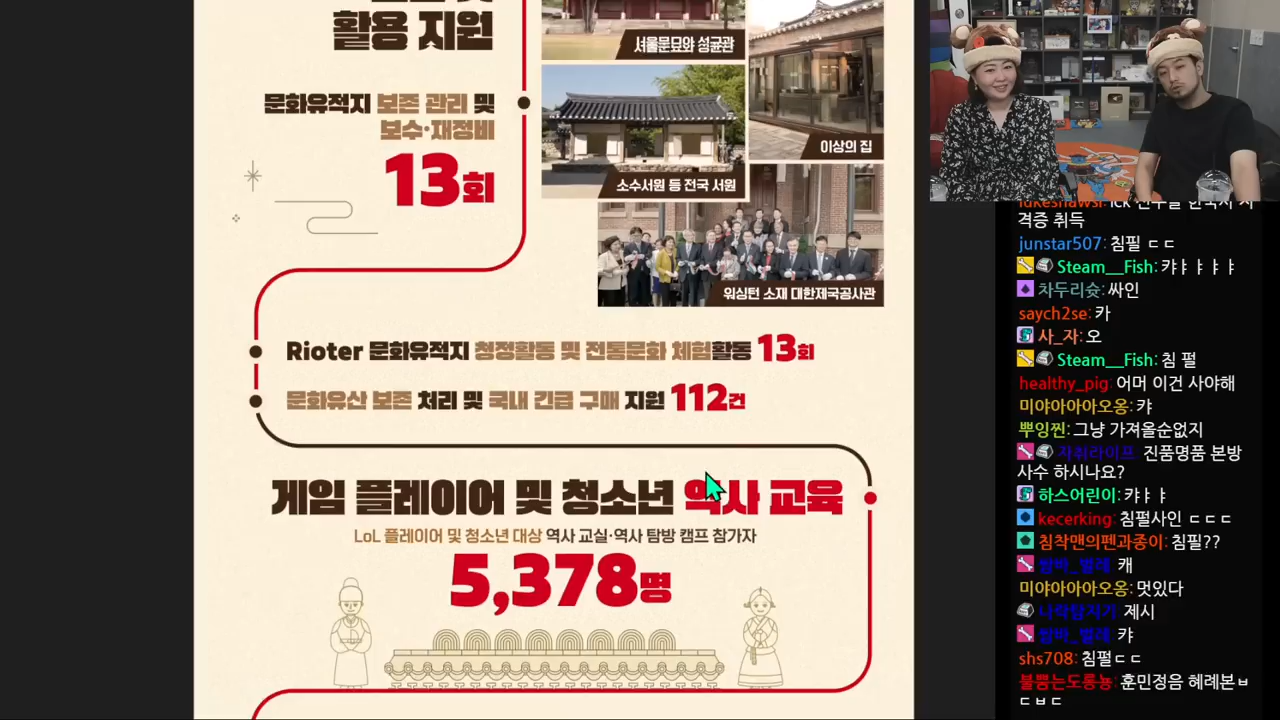 활용 지원
문화유적지 보존 관리 및
보수·재정비
13회
서울문묘와 성균관
이상의 집
소수서원 등 전국 서원
워싱턴 소재 대한제국공사관
Rioter 문화유적지 청정활동 및 전통문화 체험활동 13회
문화유산 보존 처리 및 국내 긴급 구매 지원 112건
게임 플레이어 및 청소년 역사 교육
LoL 플레이어 및 청소년 대상 역사 교실·역사 탐방 캠프 참가자
5,378명
격증 취득
junstar507: 침필 ㄷㄷ
Steam__Fish: 캬ㅑㅑㅑㅑ
차두리슛: 싸인
saych2se: 카
사_자: 오
Steam__Fish: 침 펄
healthy_pig: 어머 이건 사야해
미야아아아오옹: 캬
뿌잉찐: 그냥 가져올순없지
자취라이프: 진품명품 본방
사수 하시나요?
하스어린이: 캬ㅑㅑ
kecerking: 침펄사인 ㄷㄷㄷ
침착맨의펜과종이: 침필??
캐
미야아아아오옹: 멋있다
나락탐지기: 제시
캬
shs708: 침펄ㄷㄷ
불뿜는도롱뇽: 훈민정음 헤례본ㅂ
ㄷㅂㄷ